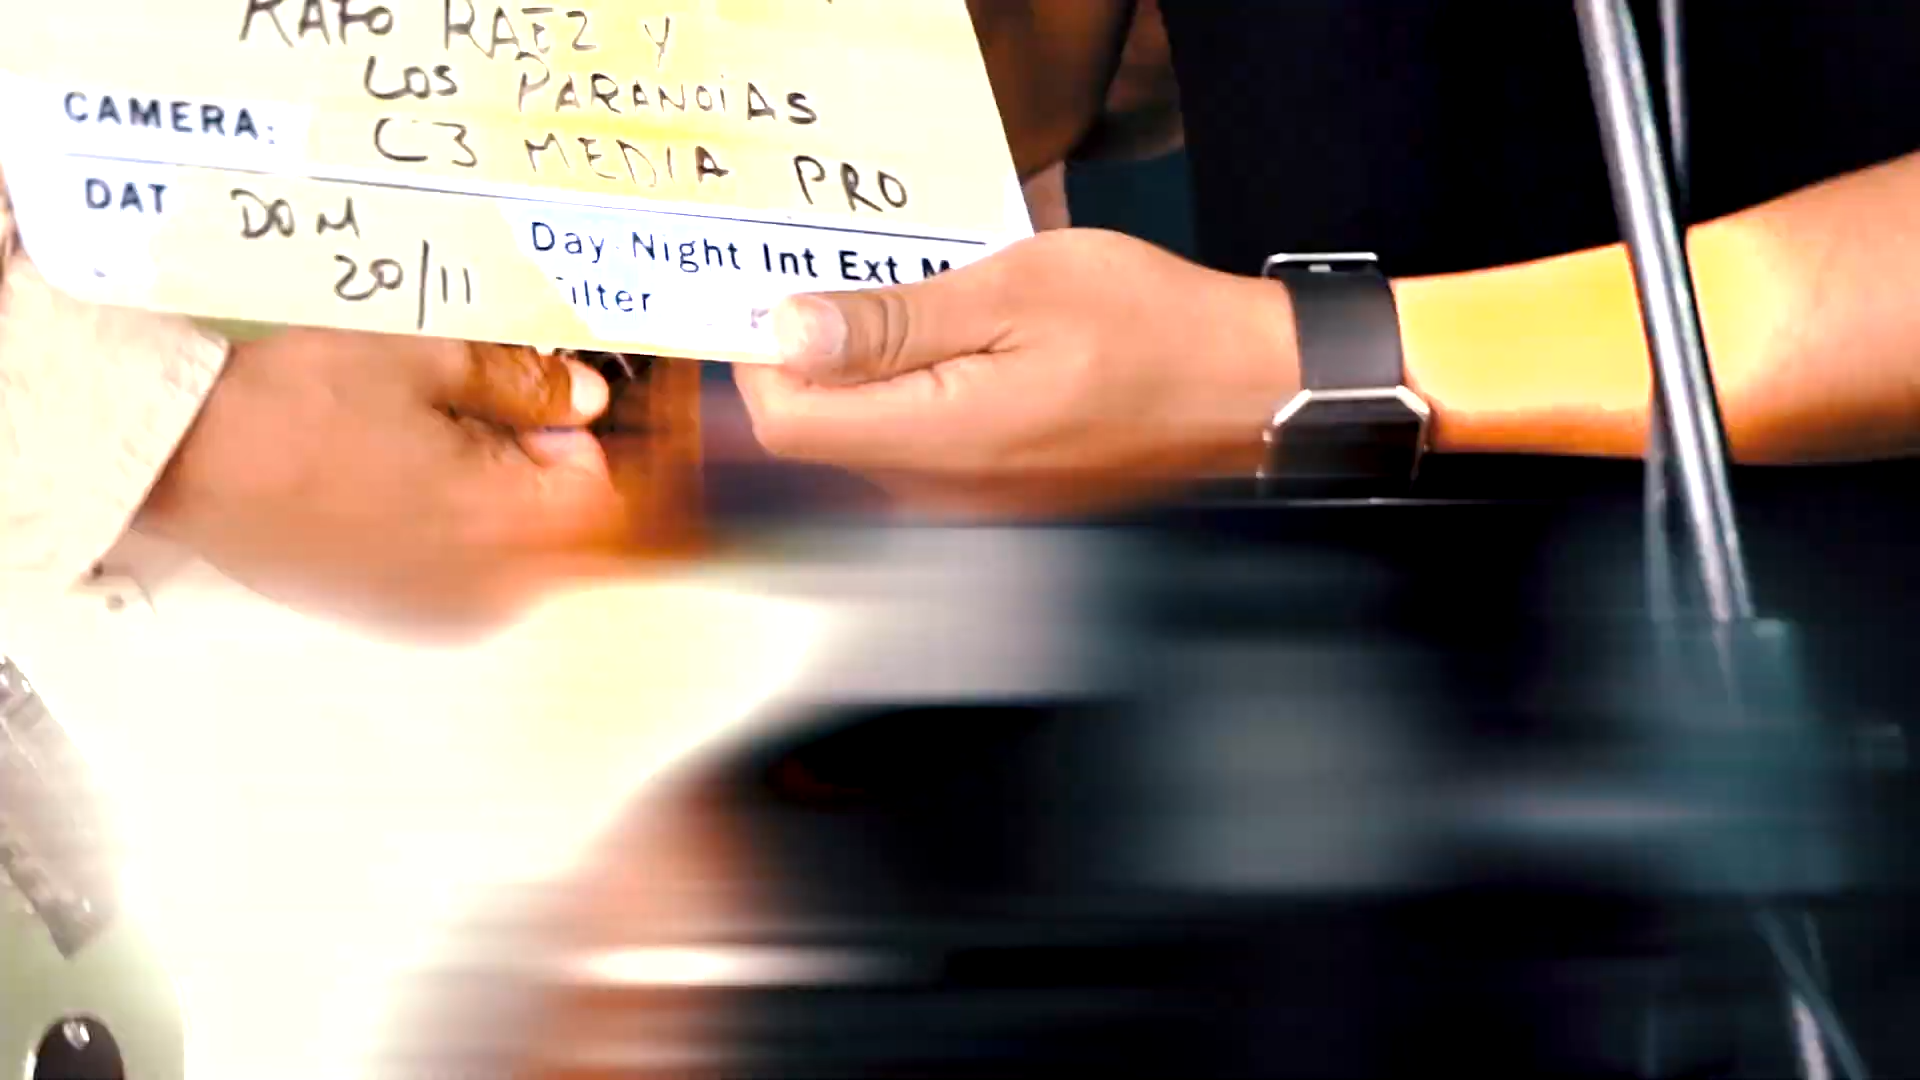 RAFO RAEZ Y
LOS PARANOIAS
CAMERA: C3 MEDIA PRO
DAT DOM
20/11
Day Night Int Ext M
ilter